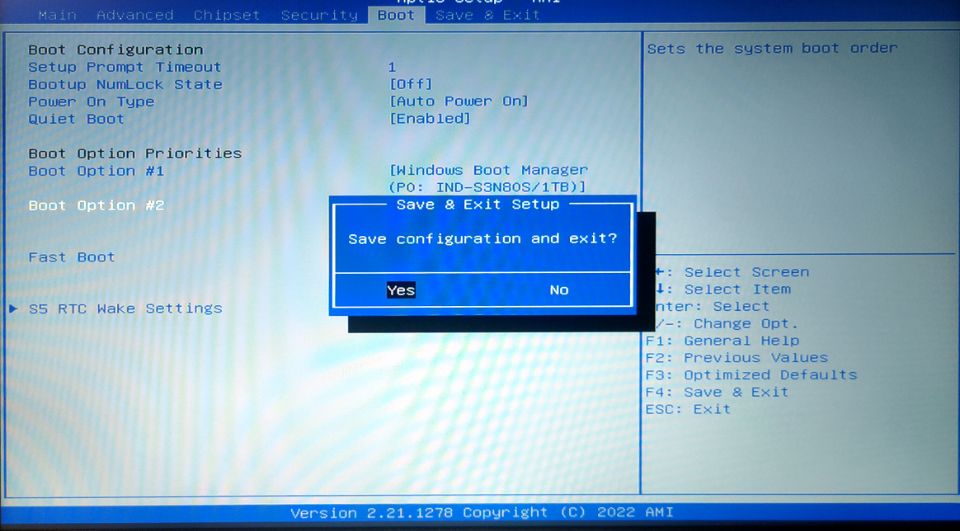 Aptio Setup - AMI
Main Advanced Chipset Security Boot Save & Exit
Boot Configuration
Setup Prompt Timeout 1
Bootup NumLock State [Off]
Power On Type [Auto Power On]
Quiet Boot [Enabled]
Boot Option Priorities
Boot Option #1 [Windows Boot Manager
(P0: IND-S3N80S/1TB)]
Boot Option #2
Fast Boot
► S5 RTC Wake Settings
Save & Exit Setup
Save configuration and exit?
Yes No
Sets the system boot order
←: Select Screen
↓: Select Item
nter: Select
/-: Change Opt.
F1: General Help
F2: Previous Values
F3: Optimized Defaults
F4: Save & Exit
ESC: Exit
Version 2.21.1278 Copyright (C) 2022 AMI